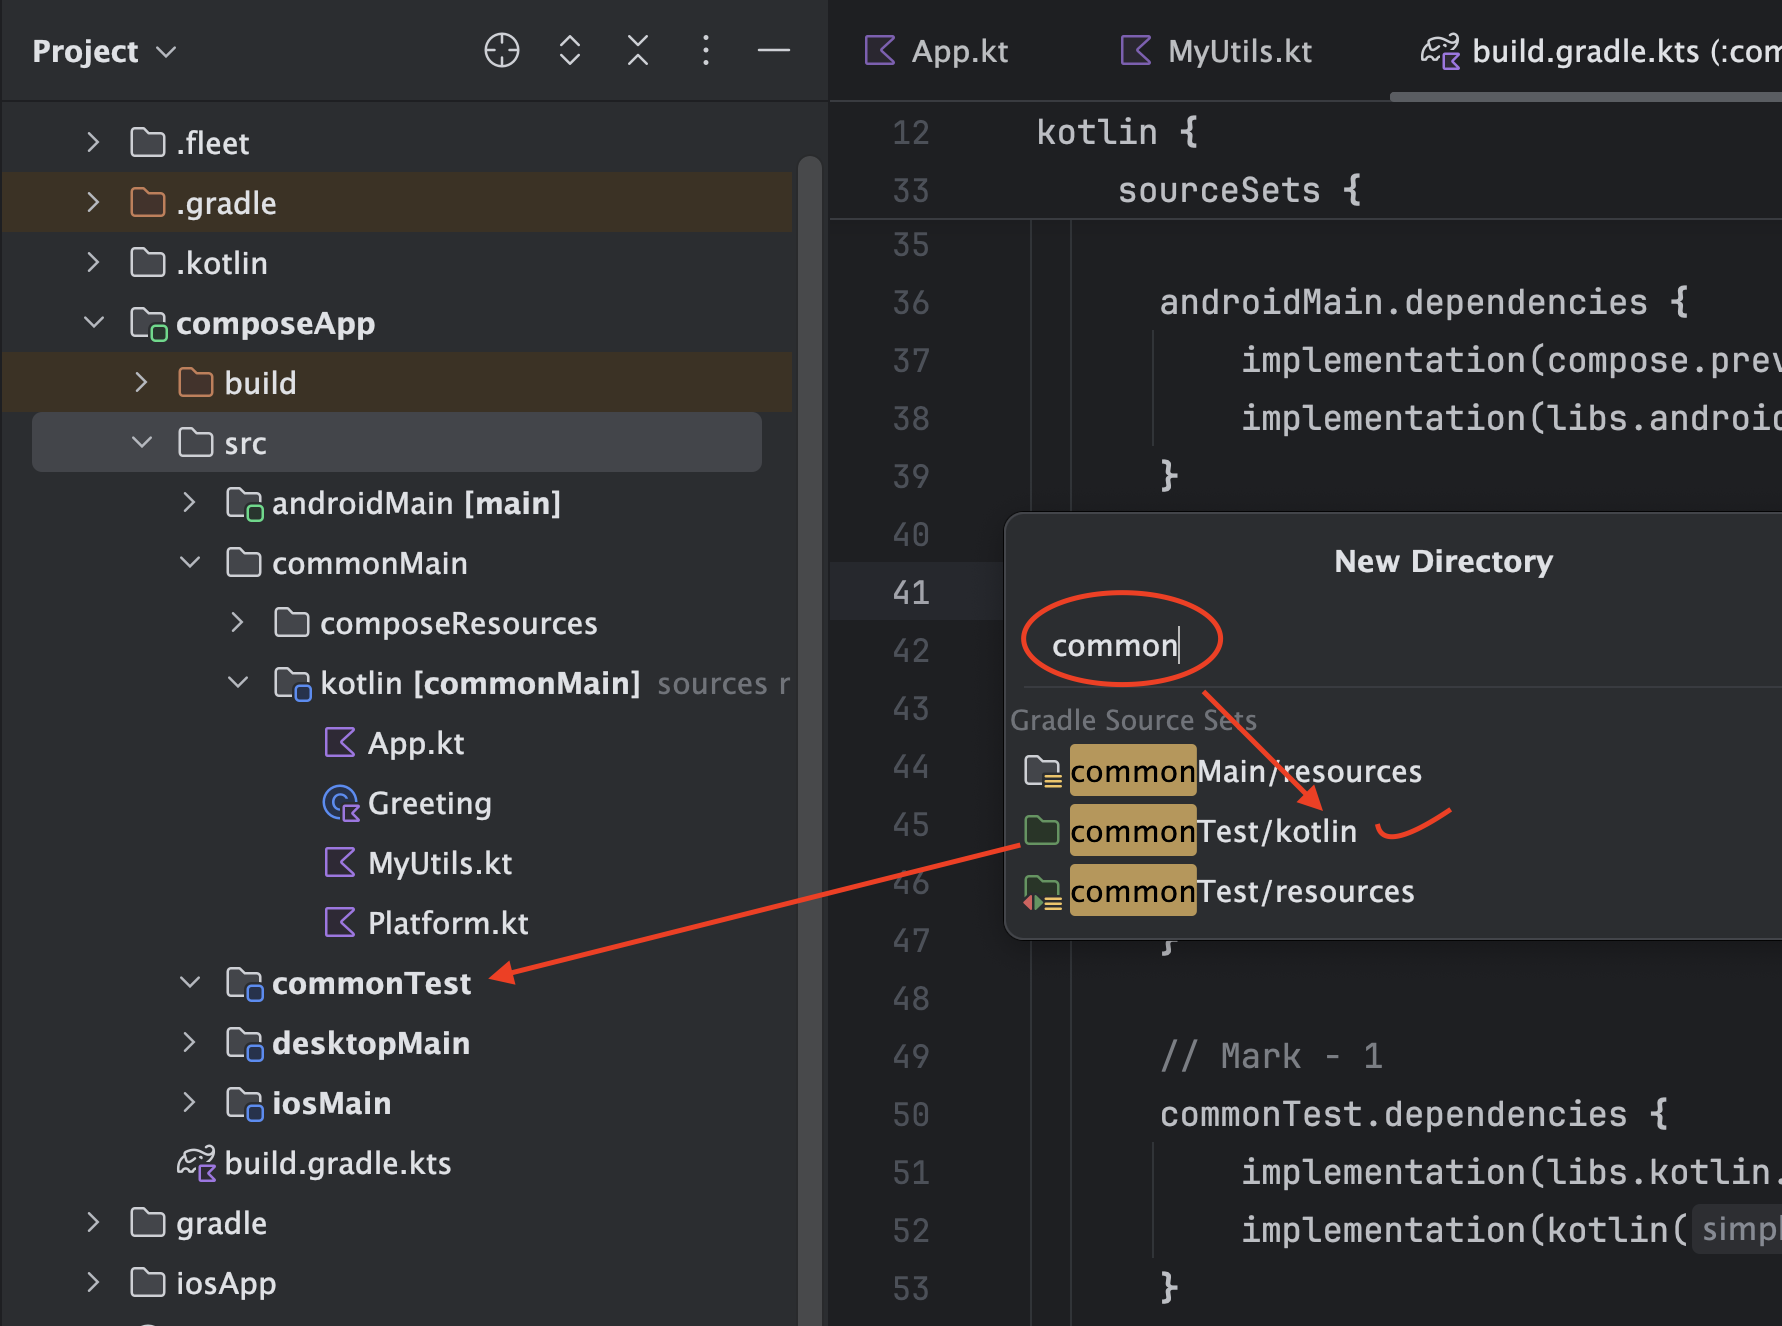 Project
.fleet
.gradle
.kotlin
composeApp
build
src
androidMain [main]
commonMain
composeResources
kotlin [commonMain] sources r
App.kt
Greeting
MyUtils.kt
Platform.kt
commonTest
desktopMain
iosMain
build.gradle.kts
gradle
iosApp
App.kt
MyUtils.kt
build.gradle.kts (:com
12 kotlin {
33 sourceSets {
35
36 androidMain.dependencies {
37 implementation(compose.prev
38 implementation(libs.android
39 }
40
41
42
43
44
45
46
47 }
48
49 // Mark - 1
50 commonTest.dependencies {
51 implementation(libs.kotlin.
52 implementation(kotlin( simpl
53 }
New Directory
common
Gradle Source Sets
commonMain/resources
commonTest/kotlin
commonTest/resources